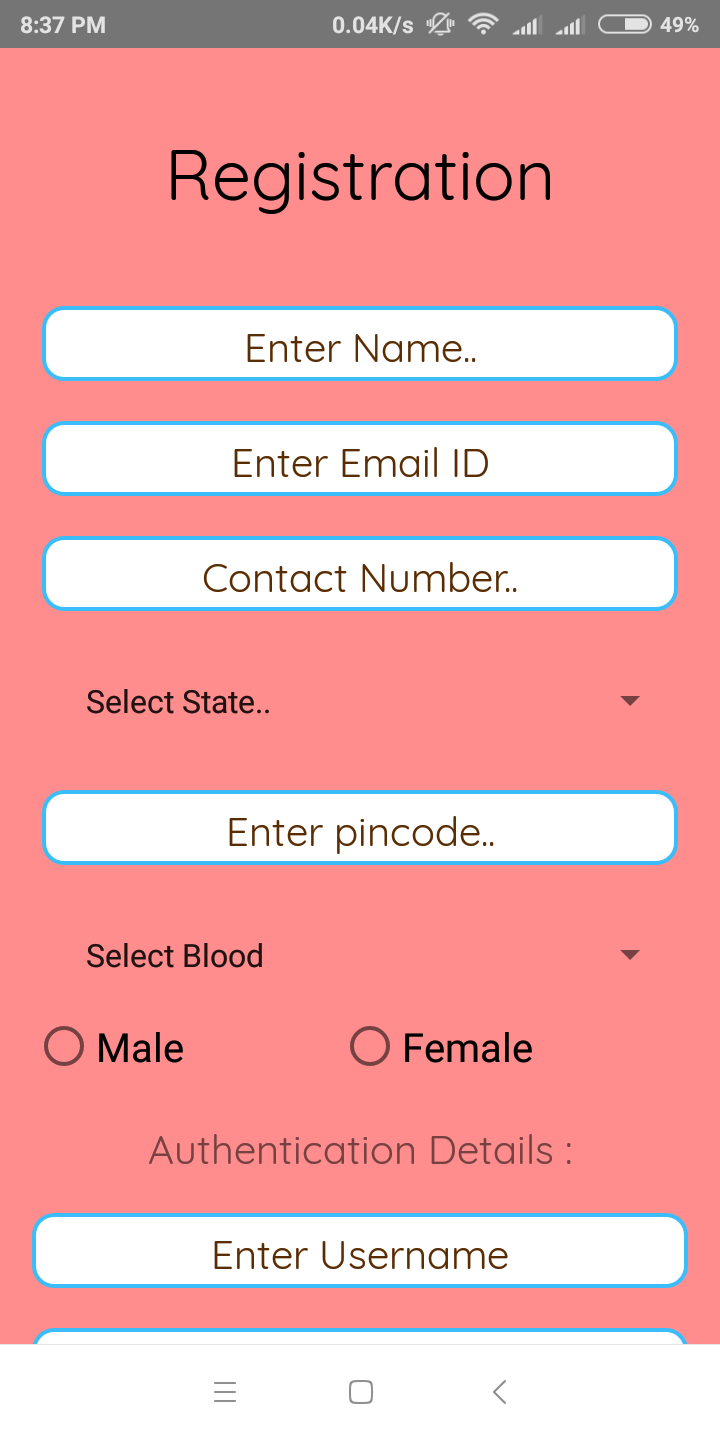 8:37 PM 0.04K/s 49%
Registration
Enter Name..
Enter Email ID
Contact Number..
Select State..
Enter pincode..
Select Blood
Male Female
Authentication Details :
Enter Username